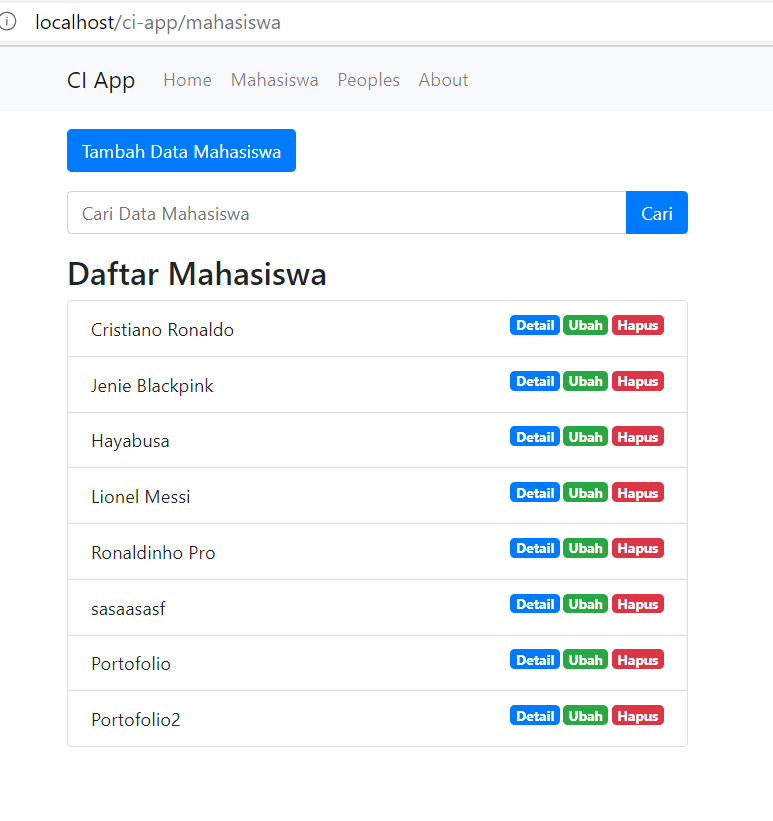 localhost/ci-app/mahasiswa
CI App Home Mahasiswa Peoples About
Tambah Data Mahasiswa
Cari Data Mahasiswa Cari
Daftar Mahasiswa
Cristiano Ronaldo Detail Ubah Hapus
Jenie Blackpink Detail Ubah Hapus
Hayabusa Detail Ubah Hapus
Lionel Messi Detail Ubah Hapus
Ronaldinho Pro Detail Ubah Hapus
sasaasasf Detail Ubah Hapus
Portofolio Detail Ubah Hapus
Portofolio2 Detail Ubah Hapus